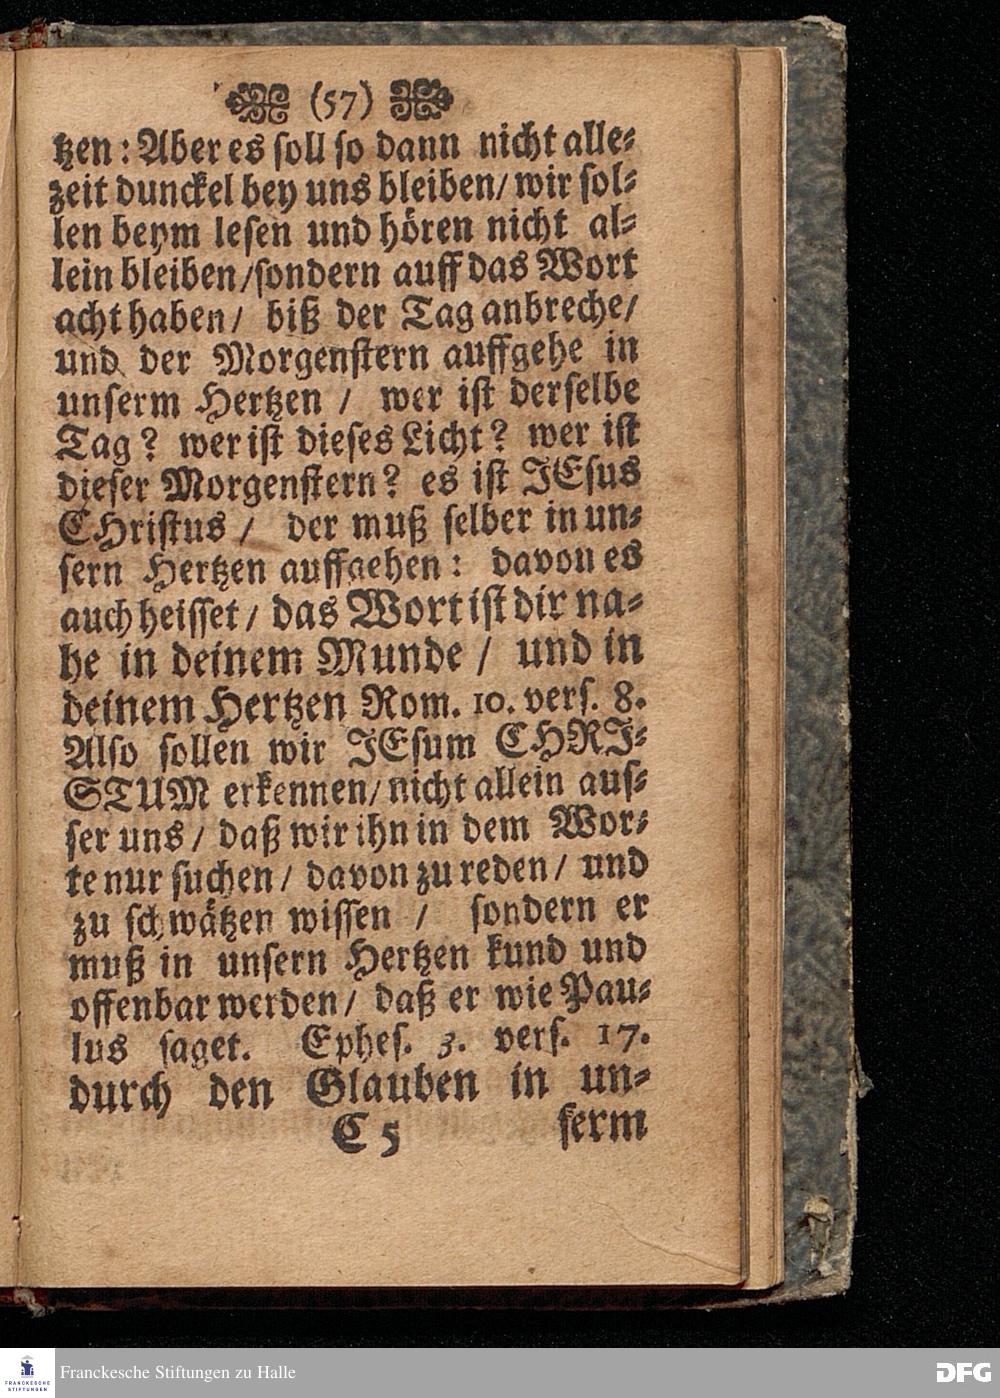 (57)
tzen: Aber es soll so dann nicht alle-
zeit dunckel bey uns bleiben/ wir sol-
len beym lesen und hören nicht al-
lein bleiben/ sondern auff das Wort
acht haben/ biß der Tag anbreche/
und der Morgenstern auffgehe in
unserm Hertzen / wer ist derselbe
Tag? wer ist dieses Licht? wer ist
dieser Morgenstern? es ist JEsus
CHristus / der muß selber in un-
sern Hertzen auffgehen: davon es
auch heisset / das Wort ist dir na-
he in deinem Munde / und in
deinem Hertzen Rom. 10. vers. 8.
Also sollen wir JEsum CHRJ-
STUM erkennen/ nicht allein aus-
ser uns / daß wir ihn in dem Wor-
te nur suchen / davon zu reden / und
zu schwätzen wissen / sondern er
muß in unsern Hertzen kund und
offenbar werden / daß er wie Pau-
lus saget. Ephes. 3. vers. 17.
durch den Glauben in un-
C 5 serm
FRANCKESCHE STIFTUNGEN
Franckesche Stiftungen zu Halle
DFG